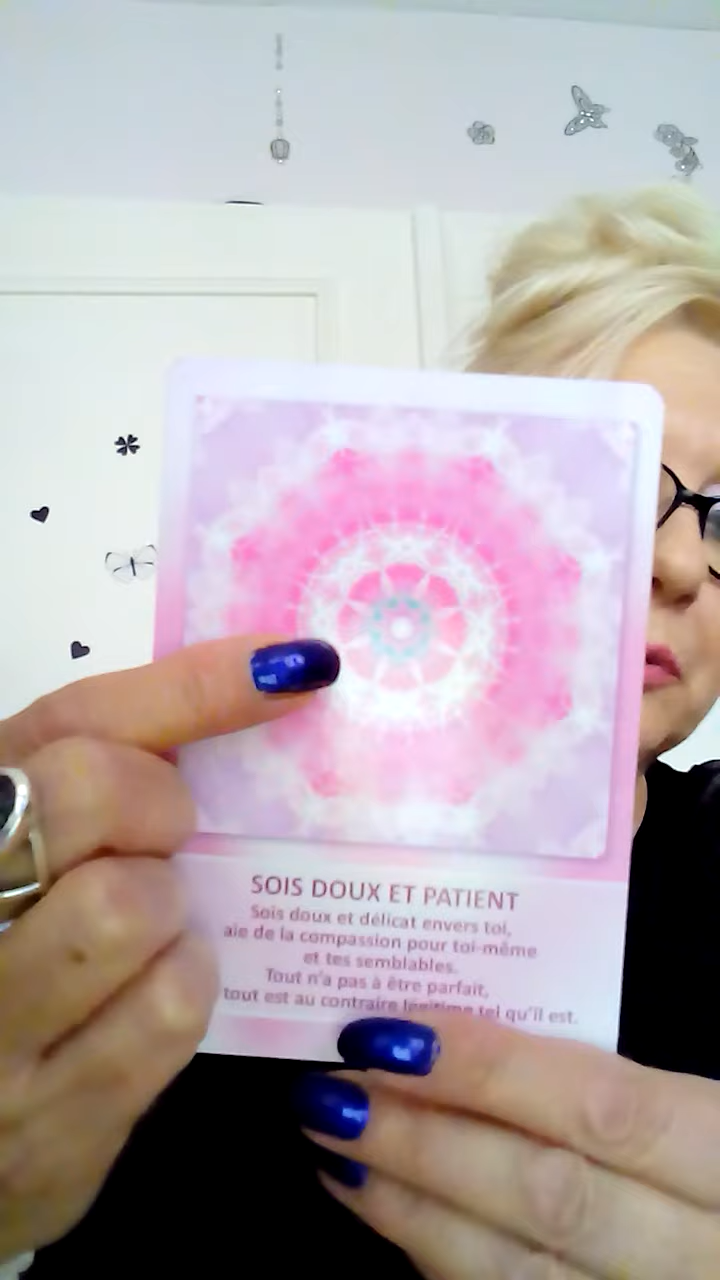 SOIS DOUX ET PATIENT
Sois doux et délicat envers toi,
aie de la compassion pour toi-même
et tes semblables.
Tout n'a pas à être parfait,
tout est au contraire légitime tel qu'il est.